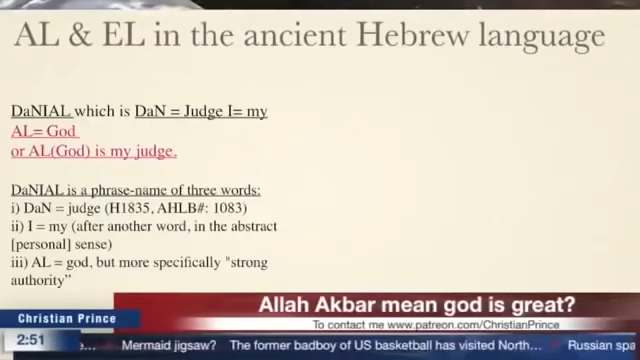 AL & EL in the ancient Hebrew language
DaNIAL which is DaN = Judge I= my
AL= God
or AL(God) is my judge.
DaNIAL is a phrase-name of three words:
i) DaN = judge (H1835, AHLB#: 1083)
ii) I = my (after another word, in the abstract
[personal] sense)
iii) AL = god, but more specifically "strong
authority”
Allah Akbar mean god is great?
Christian Prince
To contact me www.patreon.com/ChristianPrince
2:51
e... Mermaid jigsaw? The former badboy of US basketball has visited North... Russian spa